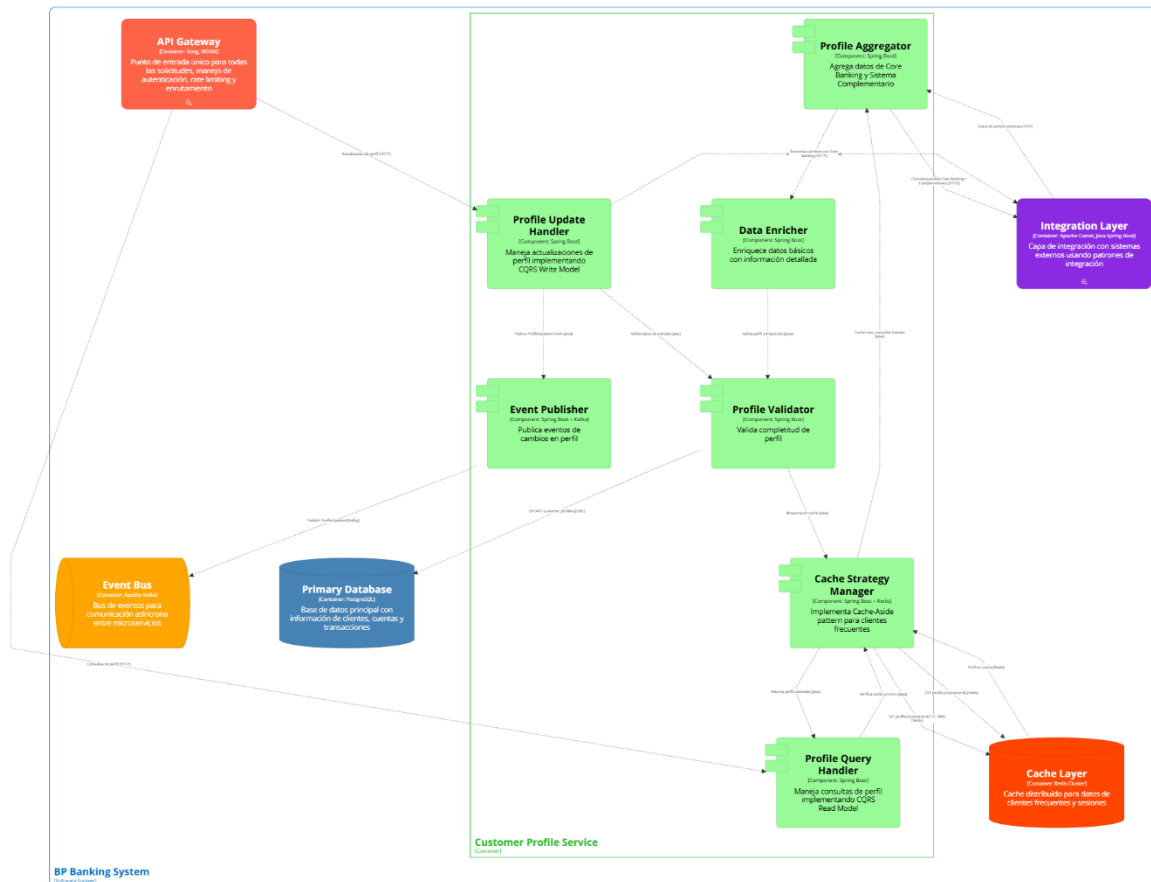 API Gateway
[Container: Kong, NGINX]
Punto de entrada único para todas
las solicitudes, manejo de
autenticación, rate limiting y
enrutamiento
Profile Aggregator
[Component: Spring Boot]
Agrega datos de Core
Banking y Sistema
Complementario
Actualización de perfil [HTTP]
Profile Update
Handler
[Component: Spring Boot]
Maneja actualizaciones de
perfil implementando
CQRS Write Model
Data Enricher
[Component: Spring Boot]
Enriquece datos básicos
con información detallada
Integration Layer
[Container: Apache Camel, Java Spring Boot]
Capa de integración con sistemas
externos usando patrones de
integración
Event Publisher
[Component: Spring Boot + Kafka]
Publica eventos de
cambios en perfil
Profile Validator
[Component: Spring Boot]
Valida completitud de
perfil
Event Bus
[Container: Apache Kafka]
Bus de eventos para
comunicación asíncrona
entre microservicios
Primary Database
[Container: PostgreSQL]
Base de datos principal con
información de clientes, cuentas y
transacciones
Cache Strategy
Manager
[Component: Spring Boot + Redis]
Implementa Cache-Aside
pattern para clientes
frecuentes
Consultas de perfil [HTTP]
Profile Query
Handler
[Component: Spring Boot]
Maneja consultas de perfil
implementando CQRS
Read Model
Cache Layer
[Container: Redis Cluster]
Cache distribuido para datos de
clientes frecuentes y sesiones
Customer Profile Service
[Container]
BP Banking System
[Software System]